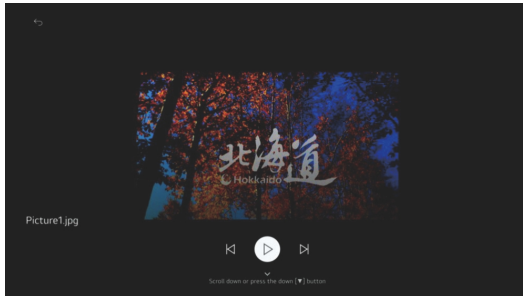 北海道
Hokkaido
Picture1.jpg
Scroll down or press the down [▼] button